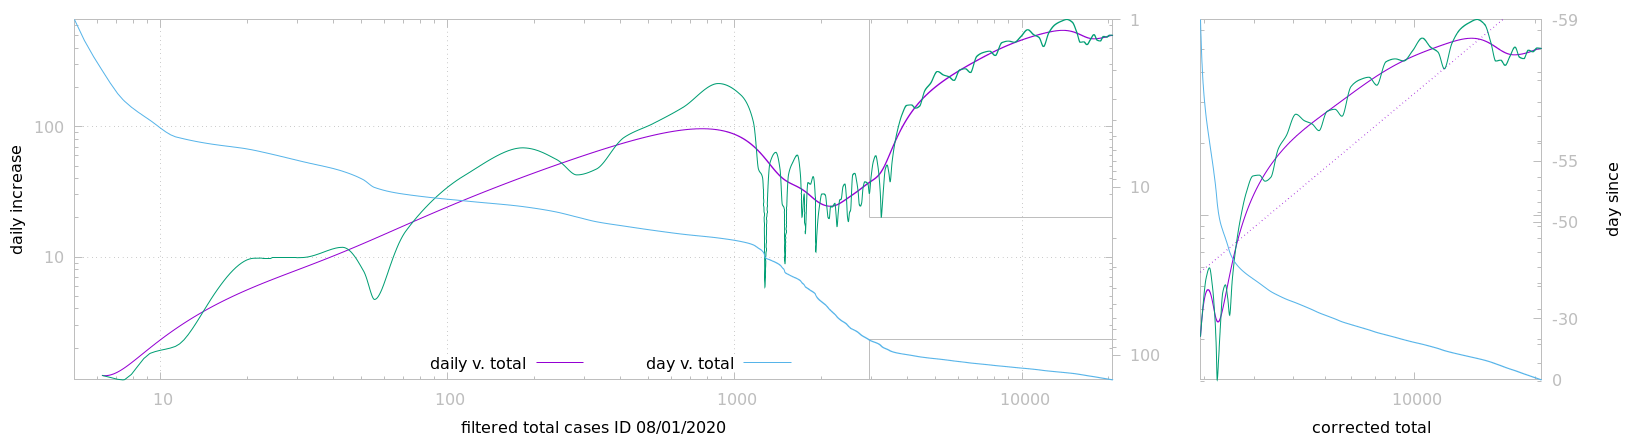 daily increase
100
10
10
100
1000
10000
filtered total cases ID 08/01/2020
daily v. total
day v. total
1
10
100
10000
corrected total
-59
-55
-50
-30
0
day since